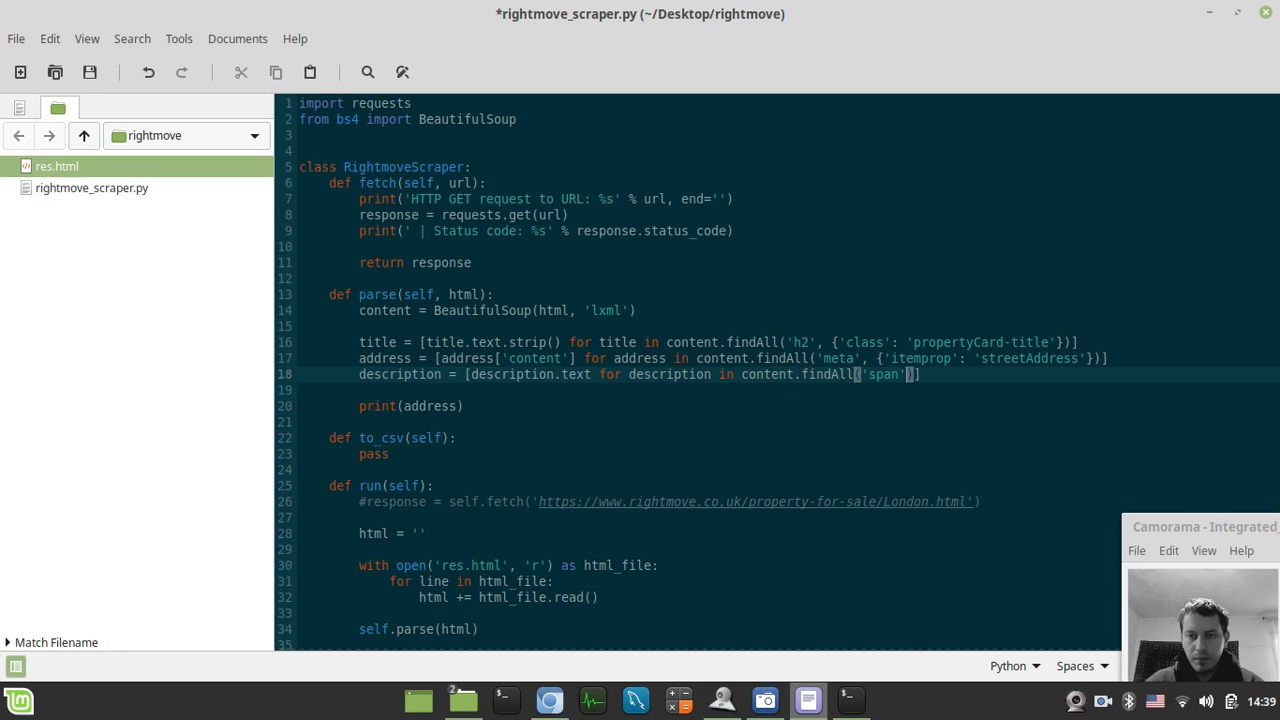 *rightmove_scraper.py (~/Desktop/rightmove)
File Edit View Search Tools Documents Help
rightmove
res.html
rightmove_scraper.py
Match Filename
1 import requests
2 from bs4 import BeautifulSoup
3
4
5 class RightmoveScraper:
6     def fetch(self, url):
7         print('HTTP GET request to URL: %s' % url, end='')
8         response = requests.get(url)
9         print(' | Status code: %s' % response.status_code)
10
11         return response
12
13     def parse(self, html):
14         content = BeautifulSoup(html, 'lxml')
15
16         title = [title.text.strip() for title in content.findAll('h2', {'class': 'propertyCard-title'})]
17         address = [address['content'] for address in content.findAll('meta', {'itemprop': 'streetAddress'})]
18         description = [description.text for description in content.findAll('span')]
19
20         print(address)
21
22     def to_csv(self):
23         pass
24
25     def run(self):
26         #response = self.fetch('https://www.rightmove.co.uk/property-for-sale/London.html')
27
28         html = ''
29
30         with open('res.html', 'r') as html_file:
31             for line in html_file:
32                 html += html_file.read()
33
34         self.parse(html)
35
Camorama - Integrated_
File Edit View Help
Python Spaces
2
14:39